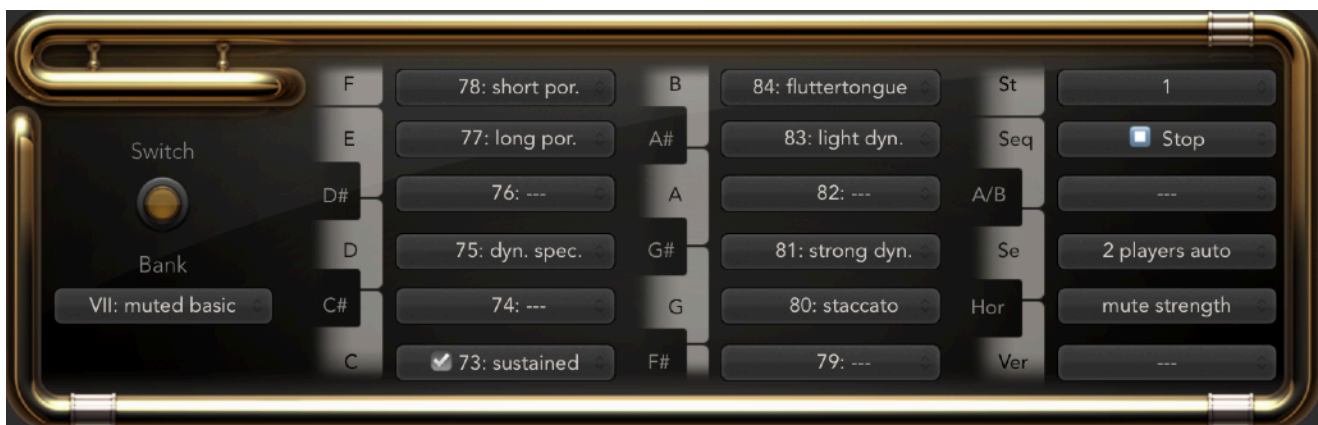 F 78: short por. B 84: fluttertongue St 1
Switch E 77: long por. A# 83: light dyn. Seq Stop
D# 76: --- A 82: --- A/B ---
Bank D 75: dyn. spec. G# 81: strong dyn. Se 2 players auto
VII: muted basic C# 74: --- G 80: staccato Hor mute strength
C 73: sustained F# 79: --- Ver ---